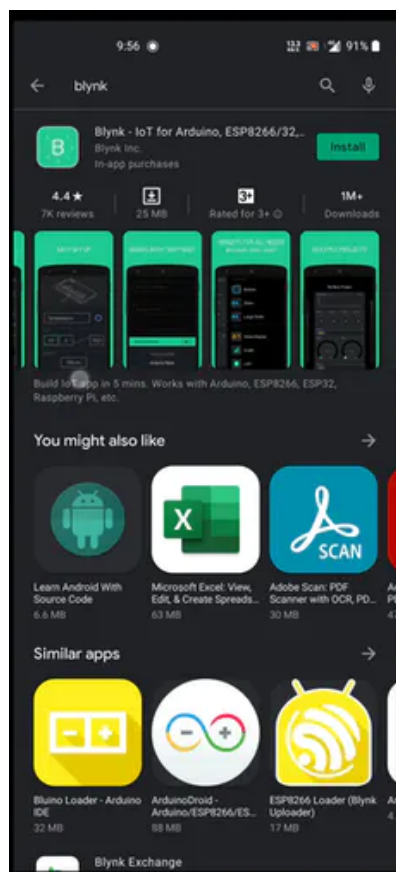 9:56
91%
blynk
B
Blynk - IoT for Arduino, ESP8266/32,..
Blynk Inc.
In-app purchases
Install
4.4★
7K reviews
25 MB
3+
Rated for 3+
1M+
Downloads
Build IoT app in 5 mins. Works with Arduino, ESP8266, ESP32,
Raspberry Pi, etc.
You might also like
X
SCAN
Learn Android With
Source Code
6.6 MB
Microsoft Excel: View,
Edit, & Create Spreads...
63 MB
Adobe Scan: PDF
Scanner with OCR, PD...
30 MB
Similar apps
Bluino Loader - Arduino
IDE
32 MB
ArduinoDroid -
Arduino/ESP8266/ES...
88 MB
ESP8266 Loader (Blynk
Uploader)
17 MB
Blynk Exchange